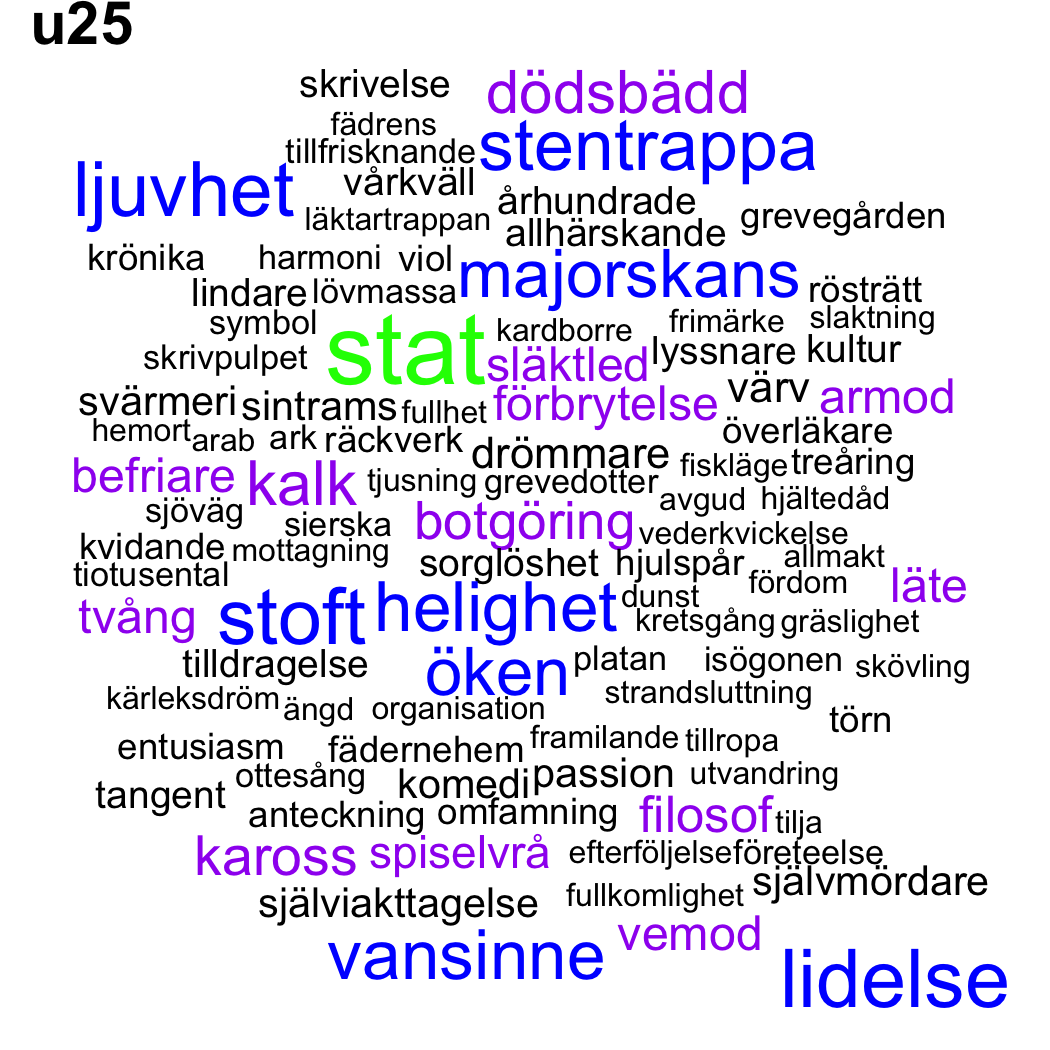 u25
skrivelse dödsbädd
fädrens
tillfrisknande stentrappa
ljuvhet vårkväll
läktartrappan århundrade grevegården
allhärskande
krönika harmoni viol majorskans
lindare lövmassa rösträtt
symbol stat kardborre frimärke slaktning
skrivpulpet släktled lyssnare kultur
svärmeri sintrams fullhet förbrytelse värv armod
hemort arab ark räckverk drömmare överläkare
befriare kalk tjusning grevedotter fiskläge treåring
sjöväg sierska botgöring avgud hjältedåd
kvidande mottagning vederkvickelse
tiotusental sorglöshet hjulspår allmakt
tvång stoft helighet dunst fördom läte
kretsgång gräslighet
tilldragelse öken platan isögonen skövling
kärleksdröm ängd organisation strandsluttning
törn
entusiasm fädernehem framilande tillropa
tangent ottesång komedi passion utvandring
anteckning omfamning filosof tilja
kaross spiselvrå efterföljelse företeelse
själviakttagelse fullkomlighet självmördare
vansinne vemod
lidelse